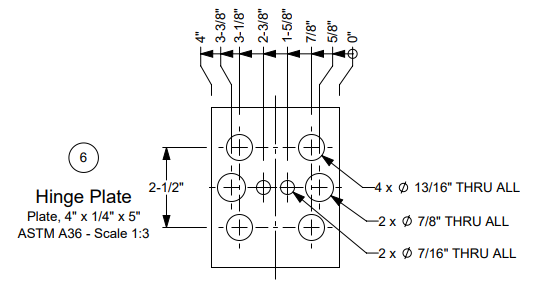 4"
3-3/8"
3-1/8"
2-3/8"
1-5/8"
7/8"
5/8"
0"
6
Hinge Plate
Plate, 4" x 1/4" x 5"
ASTM A36 - Scale 1:3
2-1/2"
4 x Ø 13/16" THRU ALL
2 x Ø 7/8" THRU ALL
2 x Ø 7/16" THRU ALL